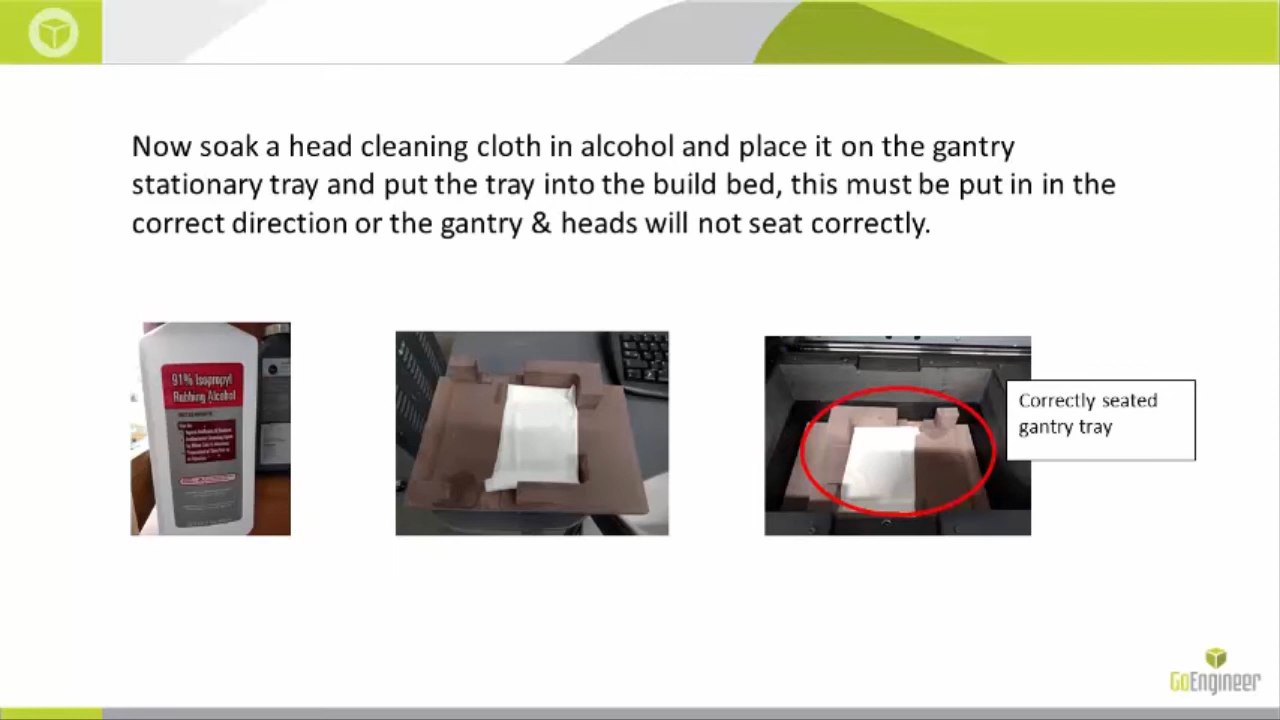 Now soak a head cleaning cloth in alcohol and place it on the gantry
stationary tray and put the tray into the build bed, this must be put in in the
correct direction or the gantry & heads will not seat correctly.
91% Isopropyl
Rubbing Alcohol
Correctly seated
gantry tray
GoEngineer